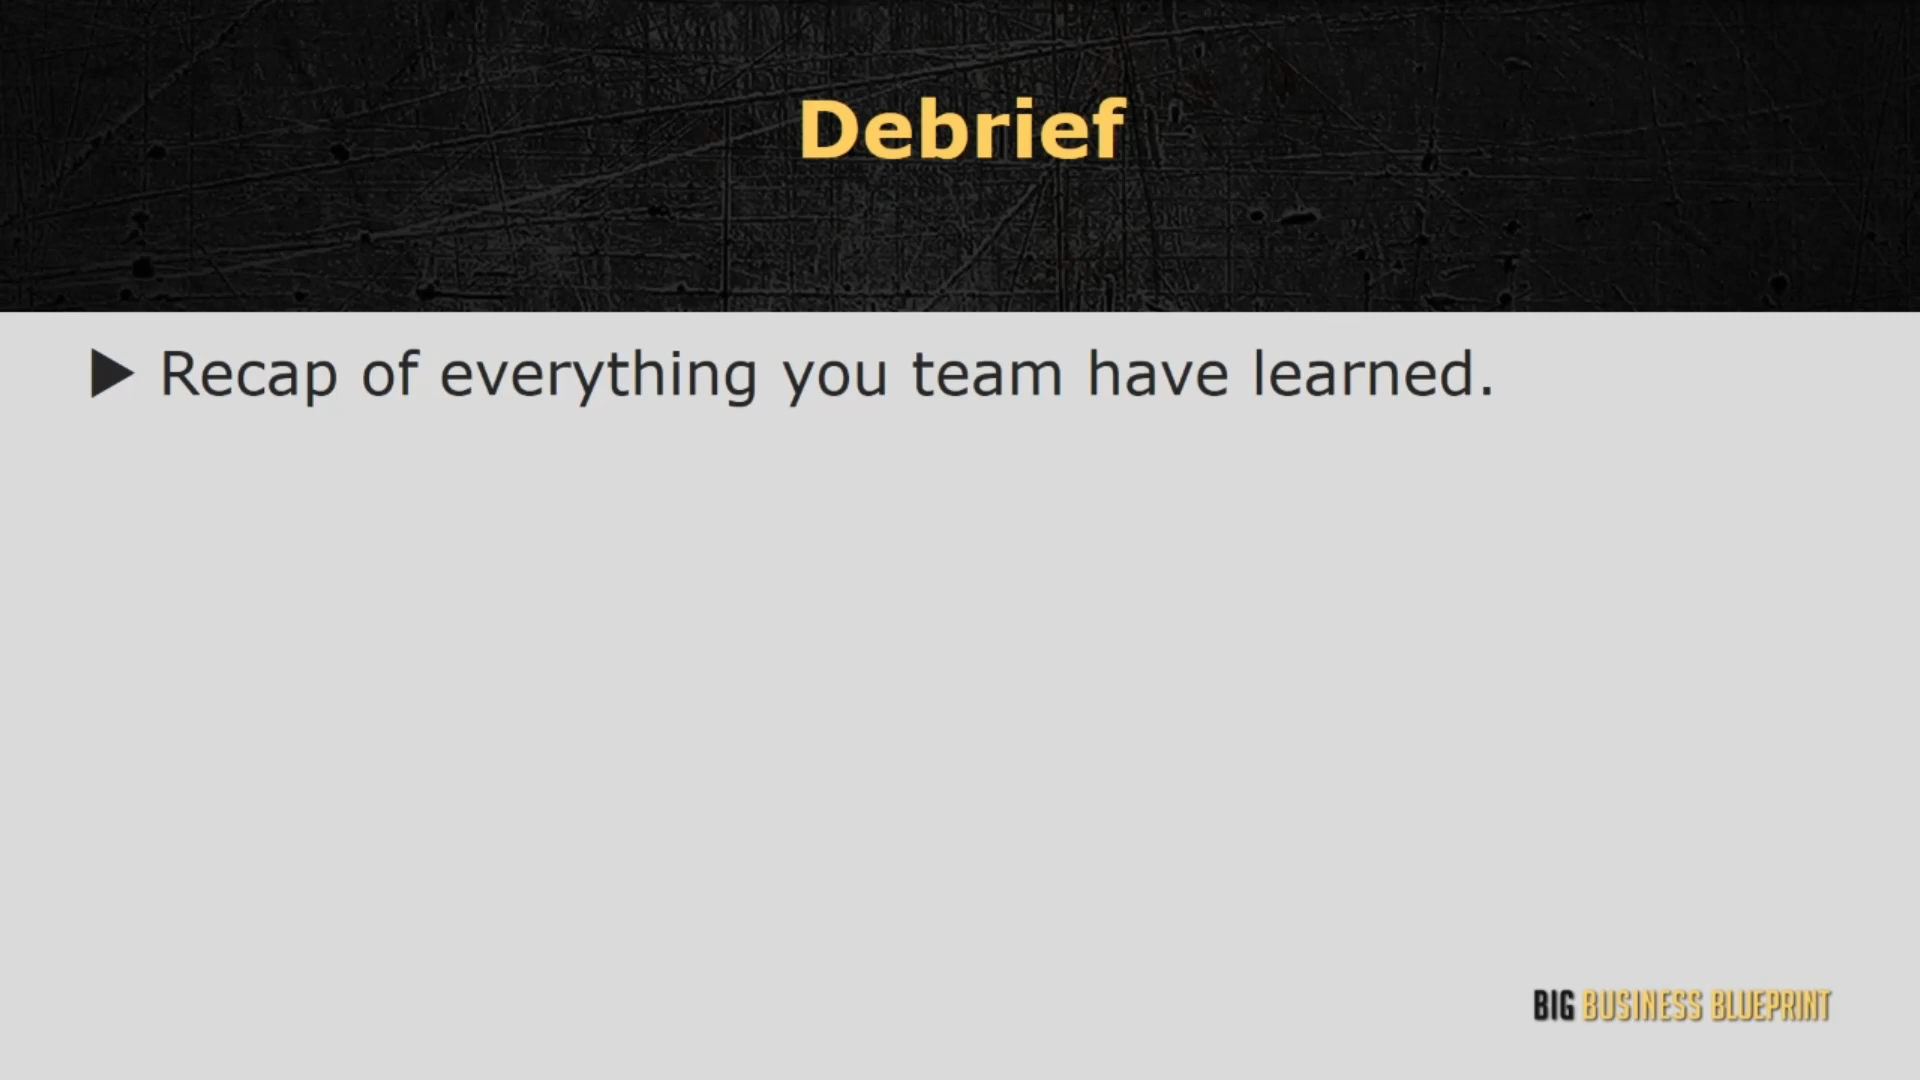 Debrief
▶ Recap of everything you team have learned.
BIG BUSINESS BLUEPRINT